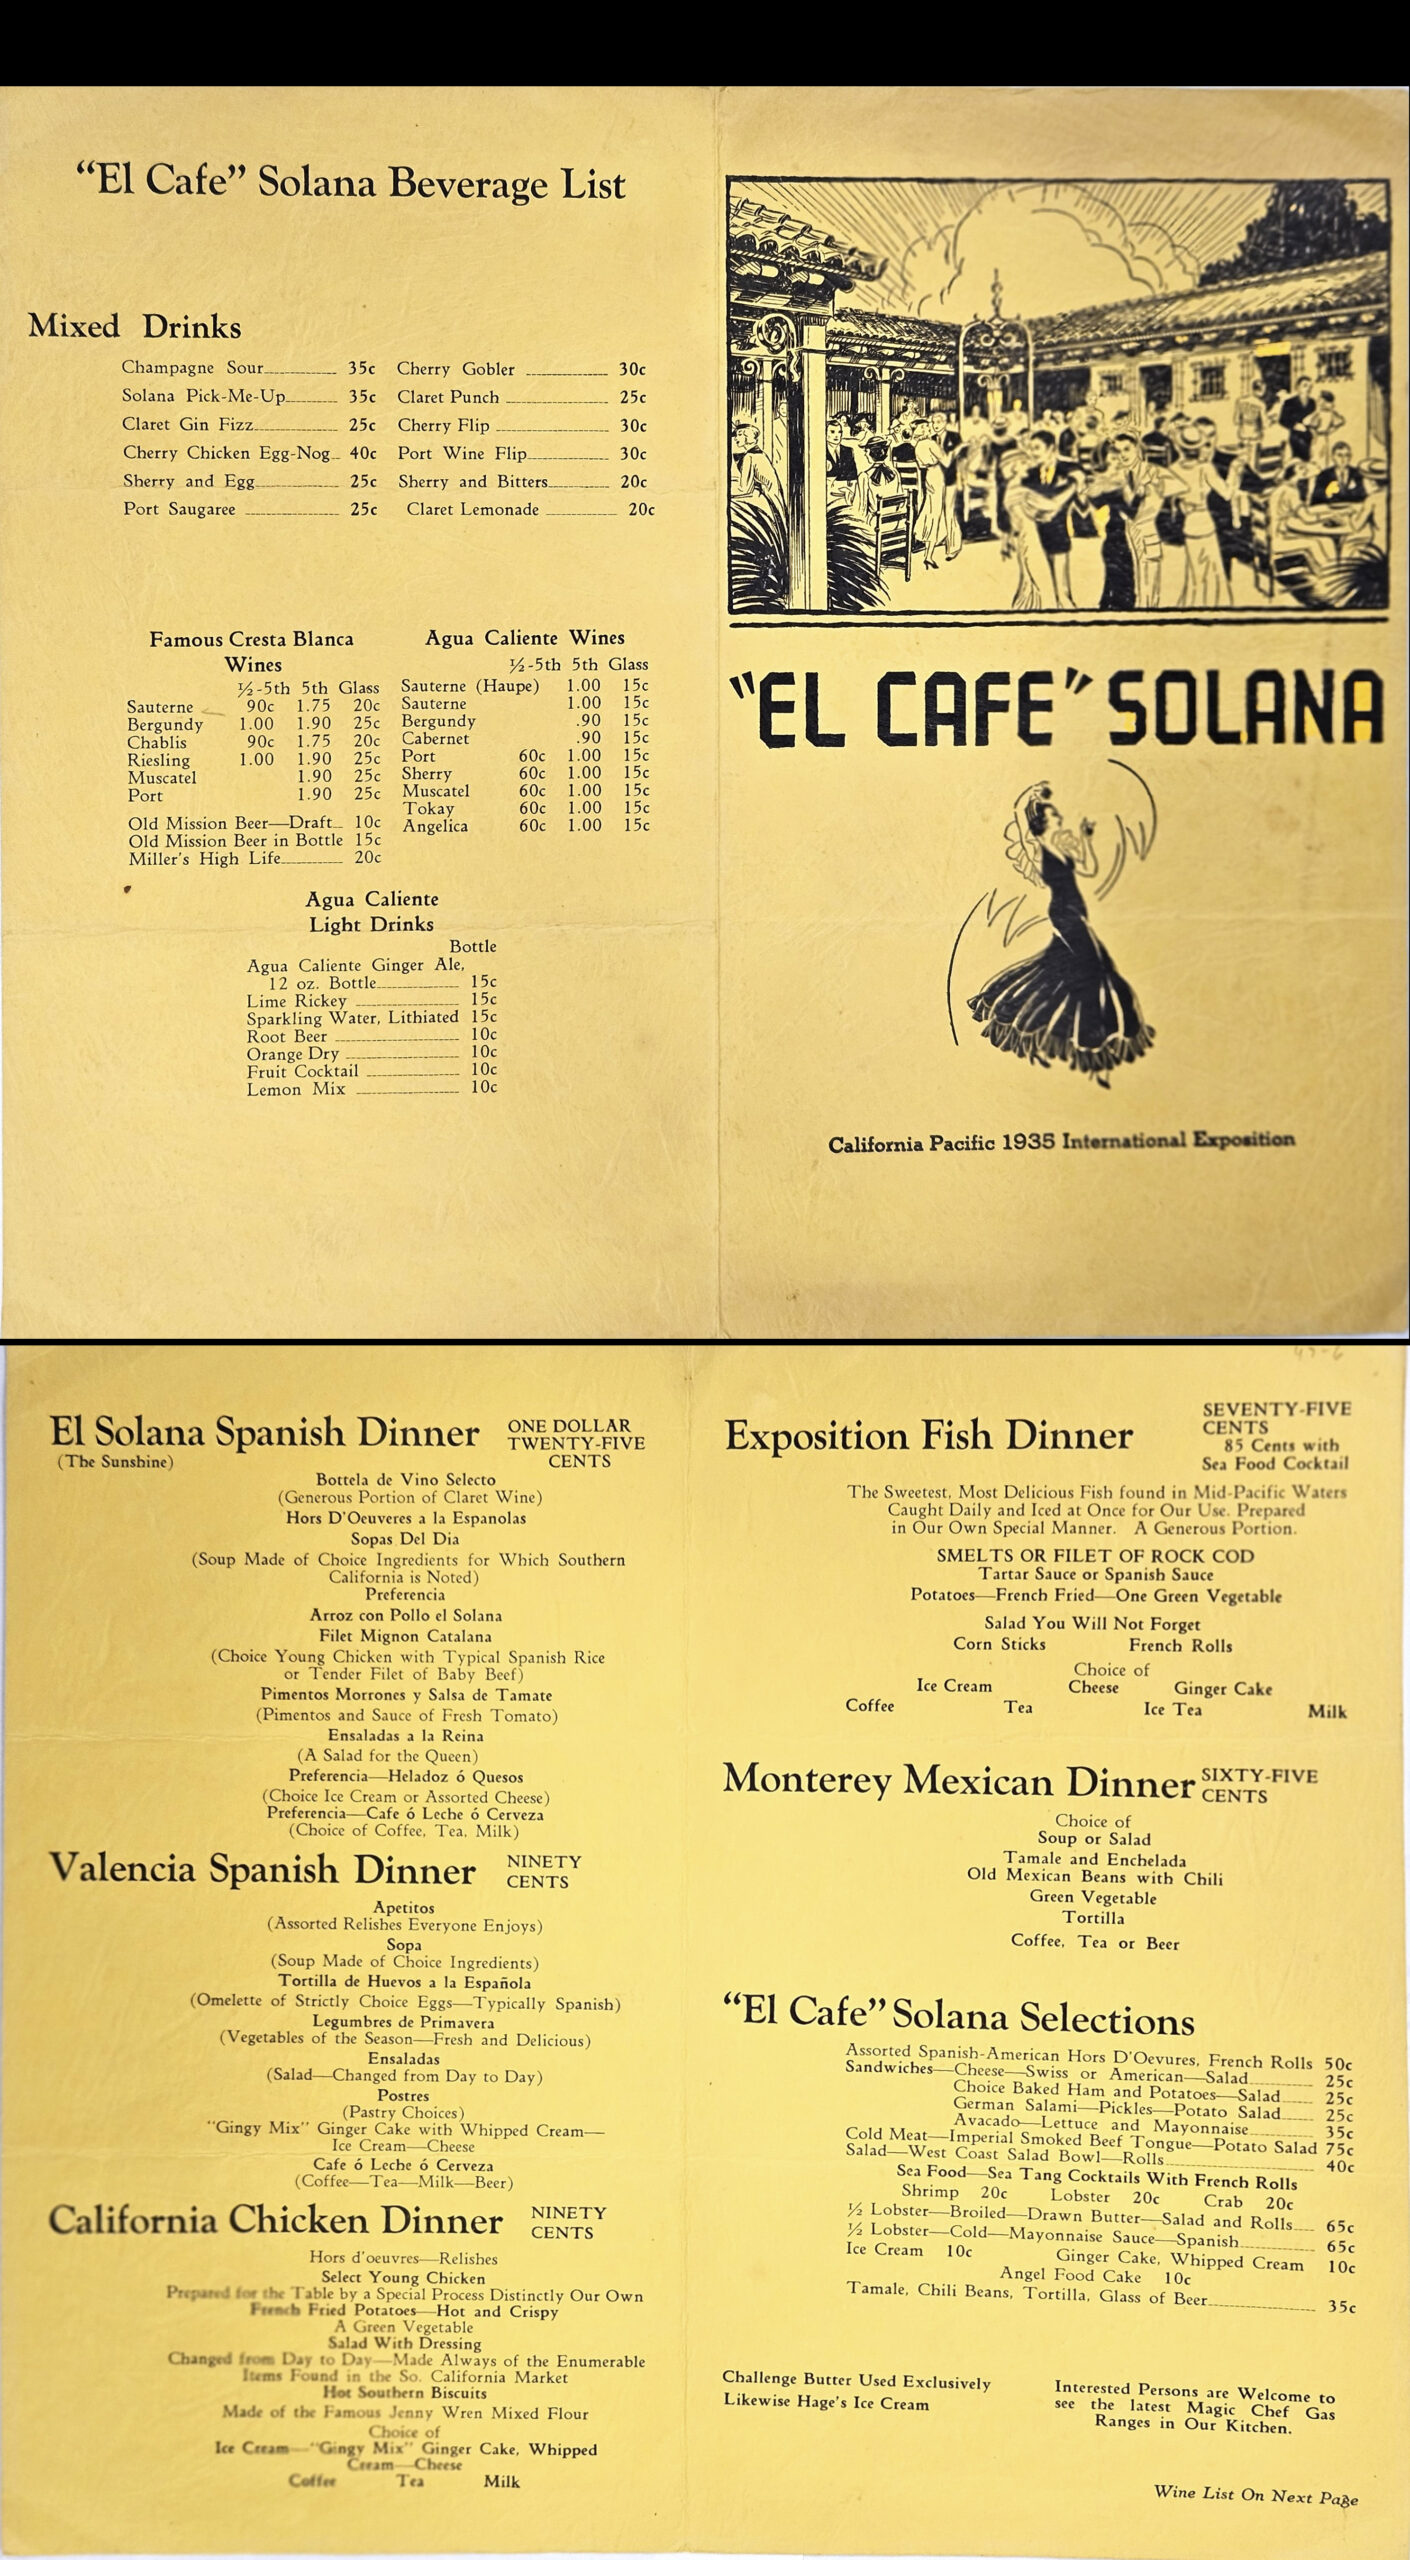 "El Cafe" Solana Beverage List
Mixed Drinks
Champagne Sour 35c Cherry Gobler 30c
Solana Pick-Me-Up 35c Claret Punch 25c
Claret Gin Fizz 25c Cherry Flip 30c
Cherry Chicken Egg-Nog 40c Port Wine Flip 30c
Sherry and Egg 25c Sherry and Bitters 20c
Port Saugaree 25c Claret Lemonade 20c
Famous Cresta Blanca
Wines
½-5th 5th Glass
Sauterne 90c 1.75 20c
Bergundy 1.00 1.90 25c
Chablis 90c 1.75 20c
Riesling 1.00 1.90 25c
Muscatel 1.90 25c
Port 1.90 25c
Old Mission Beer—Draft 10c
Old Mission Beer in Bottle 15c
Miller's High Life 20c
Agua Caliente Wines
½-5th 5th Glass
Sauterne (Haupe) 1.00 15c
Sauterne 1.00 15c
Bergundy .90 15c
Cabernet .90 15c
Port 60c 1.00 15c
Sherry 60c 1.00 15c
Muscatel 60c 1.00 15c
Tokay 60c 1.00 15c
Angelica 60c 1.00 15c
Agua Caliente
Light Drinks
Bottle
Agua Caliente Ginger Ale,
12 oz. Bottle 15c
Lime Rickey 15c
Sparkling Water, Lithiated 15c
Root Beer 10c
Orange Dry 10c
Fruit Cocktail 10c
Lemon Mix 10c
"EL CAFE" SOLANA
California Pacific 1935 International Exposition
El Solana Spanish Dinner
ONE DOLLAR
TWENTY-FIVE
CENTS
(The Sunshine)
Bottela de Vino Selecto
(Generous Portion of Claret Wine)
Hors D'Oeuveres a la Espanolas
Sopas Del Dia
(Soup Made of Choice Ingredients for Which Southern
California is Noted)
Preferencia
Arroz con Pollo el Solana
Filet Mignon Catalana
(Choice Young Chicken with Typical Spanish Rice
or Tender Filet of Baby Beef)
Pimentos Morrones y Salsa de Tamate
(Pimentos and Sauce of Fresh Tomato)
Ensaladas a la Reina
(A Salad for the Queen)
Preferencia—Heladoz ó Quesos
(Choice Ice Cream or Assorted Cheese)
Preferencia—Cafe ó Leche ó Cerveza
(Choice of Coffee, Tea, Milk)
Valencia Spanish Dinner
NINETY
CENTS
Apetitos
(Assorted Relishes Everyone Enjoys)
Sopa
(Soup Made of Choice Ingredients)
Tortilla de Huevos a la Española
(Omelette of Strictly Choice Eggs—Typically Spanish)
Legumbres de Primavera
(Vegetables of the Season—Fresh and Delicious)
Ensaladas
(Salad—Changed from Day to Day)
Postres
(Pastry Choices)
"Gingy Mix" Ginger Cake with Whipped Cream—
Ice Cream—Cheese
Cafe ó Leche ó Cerveza
(Coffee—Tea—Milk—Beer)
California Chicken Dinner
NINETY
CENTS
Hors d'oeuvres—Relishes
Select Young Chicken
Prepared for the Table by a Special Process Distinctly Our Own
French Fried Potatoes—Hot and Crispy
A Green Vegetable
Salad With Dressing
Changed from Day to Day—Made Always of the Enumerable
Items Found in the So. California Market
Hot Southern Biscuits
Made of the Famous Jenny Wren Mixed Flour
Choice of
Ice Cream—"Gingy Mix" Ginger Cake, Whipped
Cream—Cheese
Coffee Tea Milk
Exposition Fish Dinner
SEVENTY-FIVE
CENTS
85 Cents with
Sea Food Cocktail
The Sweetest, Most Delicious Fish found in Mid-Pacific Waters
Caught Daily and Iced at Once for Our Use. Prepared
in Our Own Special Manner. A Generous Portion.
SMELTS OR FILET OF ROCK COD
Tartar Sauce or Spanish Sauce
Potatoes—French Fried—One Green Vegetable
Salad You Will Not Forget
Corn Sticks French Rolls
Choice of
Ice Cream Cheese Ginger Cake
Coffee Tea Ice Tea Milk
Monterey Mexican Dinner
SIXTY-FIVE
CENTS
Choice of
Soup or Salad
Tamale and Enchelada
Old Mexican Beans with Chili
Green Vegetable
Tortilla
Coffee, Tea or Beer
"El Cafe" Solana Selections
Assorted Spanish-American Hors D'Oevures, French Rolls 50c
Sandwiches—Cheese—Swiss or American—Salad 25c
Choice Baked Ham and Potatoes—Salad 25c
German Salami—Pickles—Potato Salad 25c
Avacado—Lettuce and Mayonnaise 35c
Cold Meat—Imperial Smoked Beef Tongue—Potato Salad 75c
Salad—West Coast Salad Bowl—Rolls 40c
Sea Food—Sea Tang Cocktails With French Rolls
Shrimp 20c Lobster 20c Crab 20c
½ Lobster—Broiled—Drawn Butter—Salad and Rolls 65c
½ Lobster—Cold—Mayonnaise Sauce—Spanish 65c
Ice Cream 10c Ginger Cake, Whipped Cream 10c
Angel Food Cake 10c
Tamale, Chili Beans, Tortilla, Glass of Beer 35c
Challenge Butter Used Exclusively
Likewise Hage's Ice Cream
Interested Persons are Welcome to
see the latest Magic Chef Gas
Ranges in Our Kitchen.
Wine List On Next Page